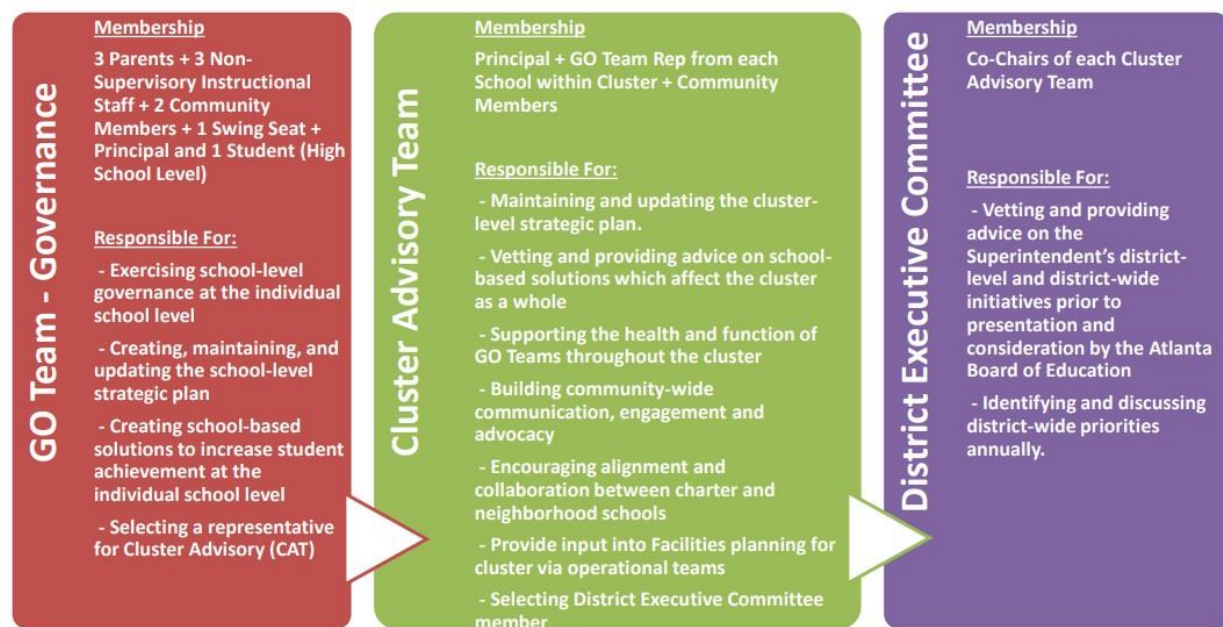 GO Team - Governance
Membership
3 Parents + 3 Non-
Supervisory Instructional
Staff + 2 Community
Members + 1 Swing Seat +
Principal and 1 Student (High
School Level)
Responsible For:
- Exercising school-level
governance at the individual
school level
- Creating, maintaining, and
updating the school-level
strategic plan
- Creating school-based
solutions to increase student
achievement at the
individual school level
- Selecting a representative
for Cluster Advisory (CAT)
Cluster Advisory Team
Membership
Principal + GO Team Rep from each
School within Cluster + Community
Members
Responsible For:
- Maintaining and updating the cluster-
level strategic plan.
- Vetting and providing advice on school-
based solutions which affect the cluster
as a whole
- Supporting the health and function of
GO Teams throughout the cluster
- Building community-wide
communication, engagement and
advocacy
- Encouraging alignment and
collaboration between charter and
neighborhood schools
- Provide input into Facilities planning for
cluster via operational teams
- Selecting District Executive Committee
member
District Executive Committee
Membership
Co-Chairs of each Cluster
Advisory Team
Responsible For:
- Vetting and providing
advice on the
Superintendent's district-
level and district-wide
initiatives prior to
presentation and
consideration by the Atlanta
Board of Education
- Identifying and discussing
district-wide priorities
annually.